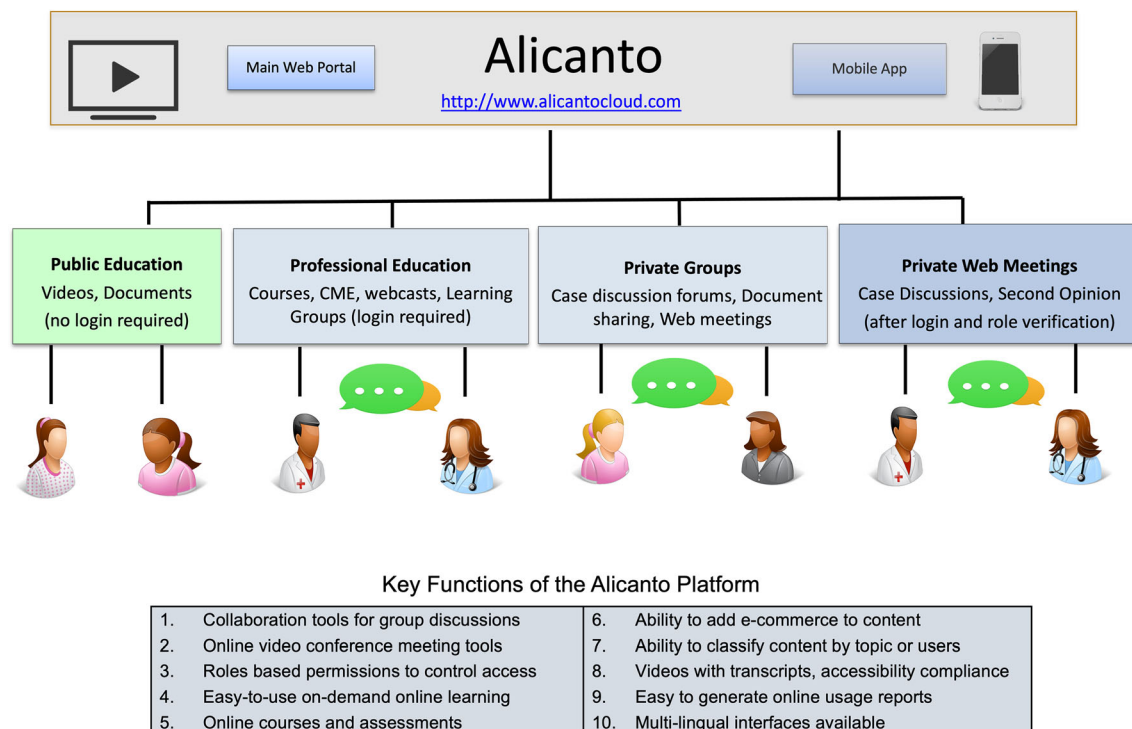 Alicanto
Main Web Portal
http://www.alicantocloud.com
Mobile App
Public Education
Videos, Documents
(no login required)
Professional Education
Courses, CME, webcasts, Learning
Groups (login required)
Private Groups
Case discussion forums, Document
sharing, Web meetings
Private Web Meetings
Case Discussions, Second Opinion
(after login and role verification)
Key Functions of the Alicanto Platform
1. Collaboration tools for group discussions
2. Online video conference meeting tools
3. Roles based permissions to control access
4. Easy-to-use on-demand online learning
5. Online courses and assessments
6. Ability to add e-commerce to content
7. Ability to classify content by topic or users
8. Videos with transcripts, accessibility compliance
9. Easy to generate online usage reports
10. Multi-lingual interfaces available